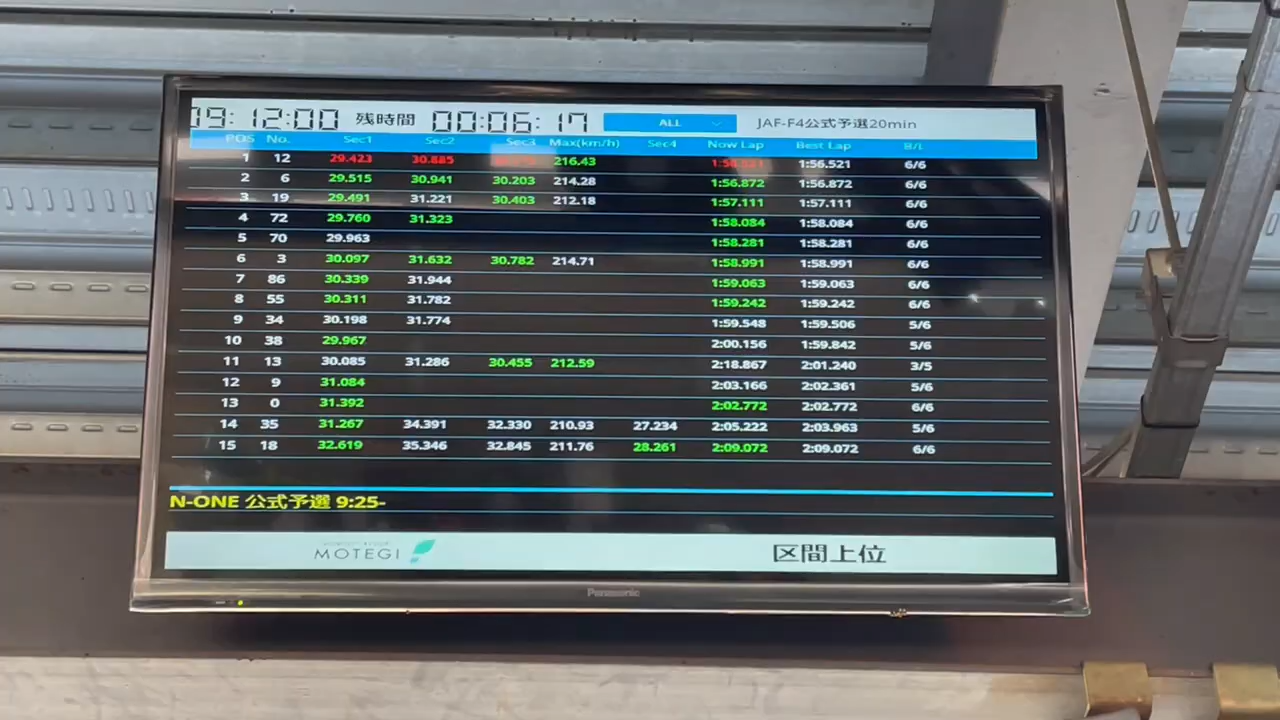 19:12:00 残時間 00:06:17 ALL JAF-F4公式予選20min
POS No. Sec1 Sec2 Sec3 Max(km/h) Sec4 Now Lap Best Lap B/L
1 12 29.423 30.885 216.43 1:56.521 6/6
2 6 29.515 30.941 30.203 214.28 1:56.872 1:56.872 6/6
3 19 29.491 31.221 30.403 212.18 1:57.111 1:57.111 6/6
4 72 29.760 31.323 1:58.084 1:58.084 6/6
5 70 29.963 1:58.281 1:58.281 6/6
6 3 30.097 31.632 30.782 214.71 1:58.991 1:58.991 6/6
7 86 30.339 31.944 1:59.063 1:59.063 6/6
8 55 30.311 31.782 1:59.242 1:59.242 6/6
9 34 30.198 31.774 1:59.548 1:59.506 5/6
10 38 29.967 2:00.156 1:59.842 5/6
11 13 30.085 31.286 30.455 212.59 2:18.867 2:01.240 3/5
12 9 31.084 2:03.166 2:02.361 5/6
13 0 31.392 2:02.772 2:02.772 6/6
14 35 31.267 34.391 32.330 210.93 27.234 2:05.222 2:03.963 5/6
15 18 32.619 35.346 32.845 211.76 28.261 2:09.072 2:09.072 6/6
N-ONE 公式予選 9:25-
MOTEGI 区間上位
Panasonic